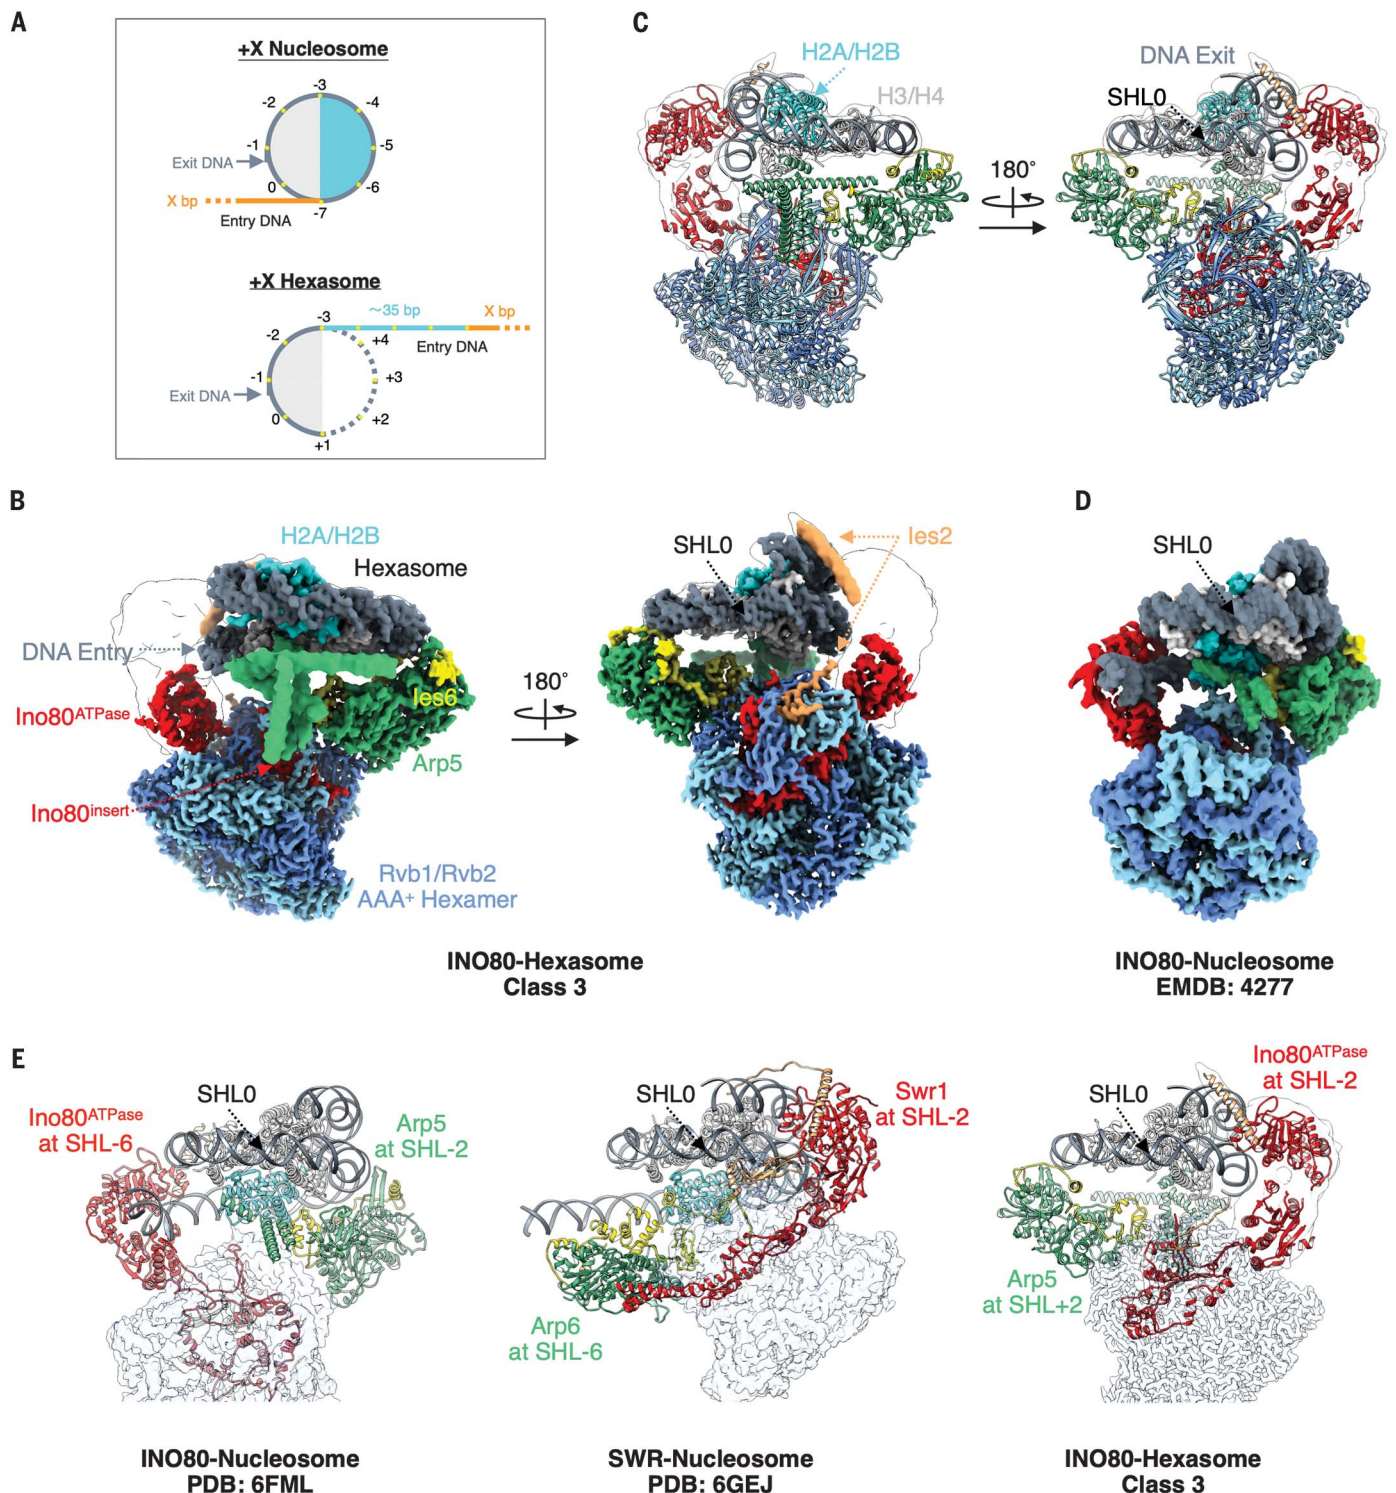 A
+X Nucleosome
-3
-2
-4
-1
-5
Exit DNA
0
-6
X bp
-7
Entry DNA
+X Hexasome
-3
~35 bp
X bp
-2
+4
Entry DNA
-1
+3
Exit DNA
0
+2
+1
C
H2A/H2B
H3/H4
180°
DNA Exit
SHL0
B
H2A/H2B
Hexasome
DNA Entry
Ies6
Ino80ATPase
Arp5
Ino80insert
Rvb1/Rvb2
AAA+ Hexamer
180°
SHL0
Ies2
INO80-Hexasome
Class 3
D
SHL0
INO80-Nucleosome
EMDB: 4277
E
SHL0
Ino80ATPase
at SHL-6
Arp5
at SHL-2
INO80-Nucleosome
PDB: 6FML
SHL0
Swr1
at SHL-2
Arp6
at SHL-6
SWR-Nucleosome
PDB: 6GEJ
Ino80ATPase
at SHL-2
SHL0
Arp5
at SHL+2
INO80-Hexasome
Class 3